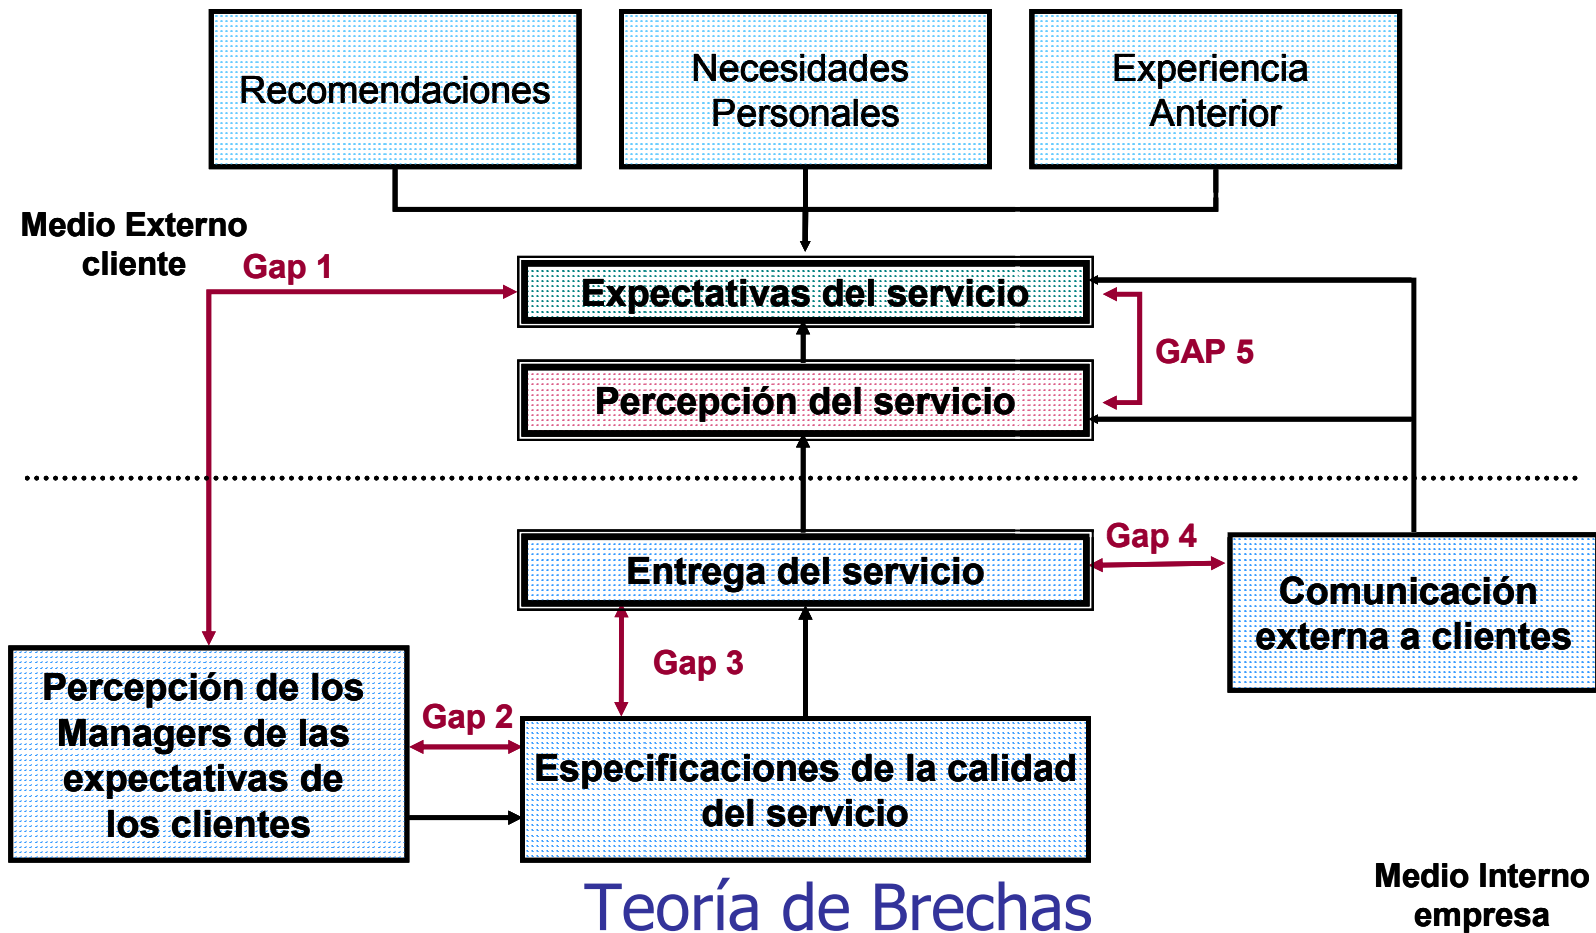 Recomendaciones
Necesidades
Personales
Experiencia
Anterior
Medio Externo
cliente
Gap 1
Expectativas del servicio
GAP 5
Percepción del servicio
Entrega del servicio
Gap 4
Comunicación
externa a clientes
Gap 3
Percepción de los
Managers de las
expectativas de
los clientes
Gap 2
Especificaciones de la calidad
del servicio
Medio Interno
empresa
Teoría de Brechas